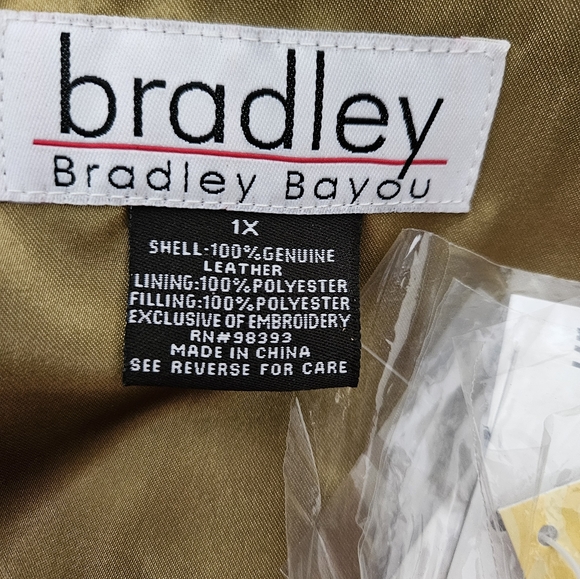 bradley
Bradley Bayou
1X
SHELL:100%GENUINE
LEATHER
LINING:100%POLYESTER
FILLING:100%POLYESTER
EXCLUSIVE OF EMBROIDERY
RN#98393
MADE IN CHINA
SEE REVERSE FOR CARE